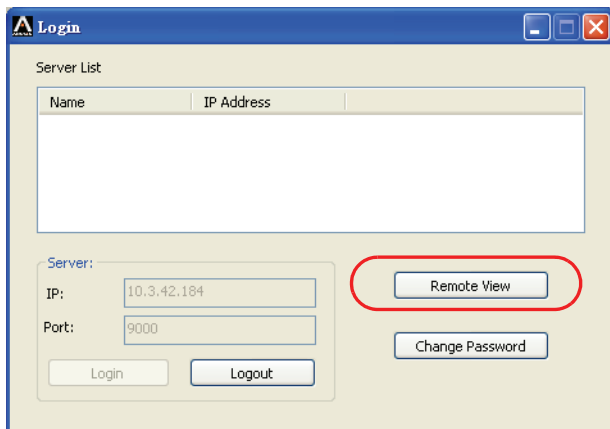 Login
Server List
Name IP Address
Server:
IP: 10.3.42.184
Port: 9000
Login Logout
Remote View
Change Password